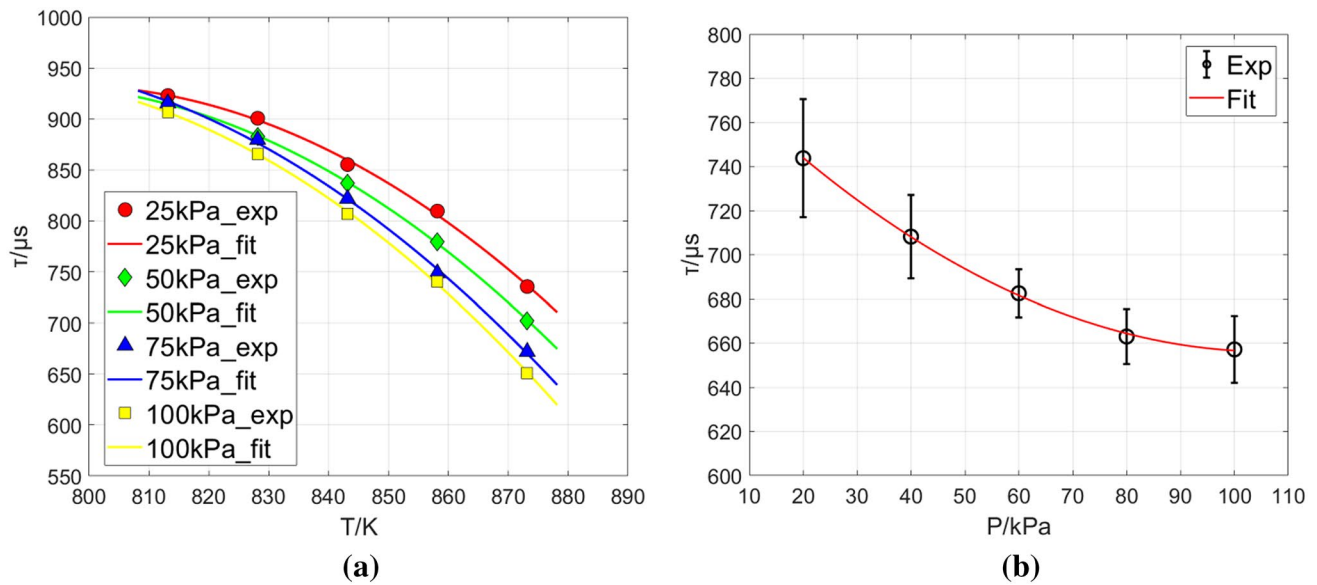 1000
950
900
850
800
750
700
650
600
550
τ/μs
25kPa_exp
25kPa_fit
50kPa_exp
50kPa_fit
75kPa_exp
75kPa_fit
100kPa_exp
100kPa_fit
800 810 820 830 840 850 860 870 880 890
T/K
(a)
800
780
760
740
720
700
680
660
640
620
600
τ/μs
Exp
Fit
10 20 30 40 50 60 70 80 90 100 110
P/kPa
(b)